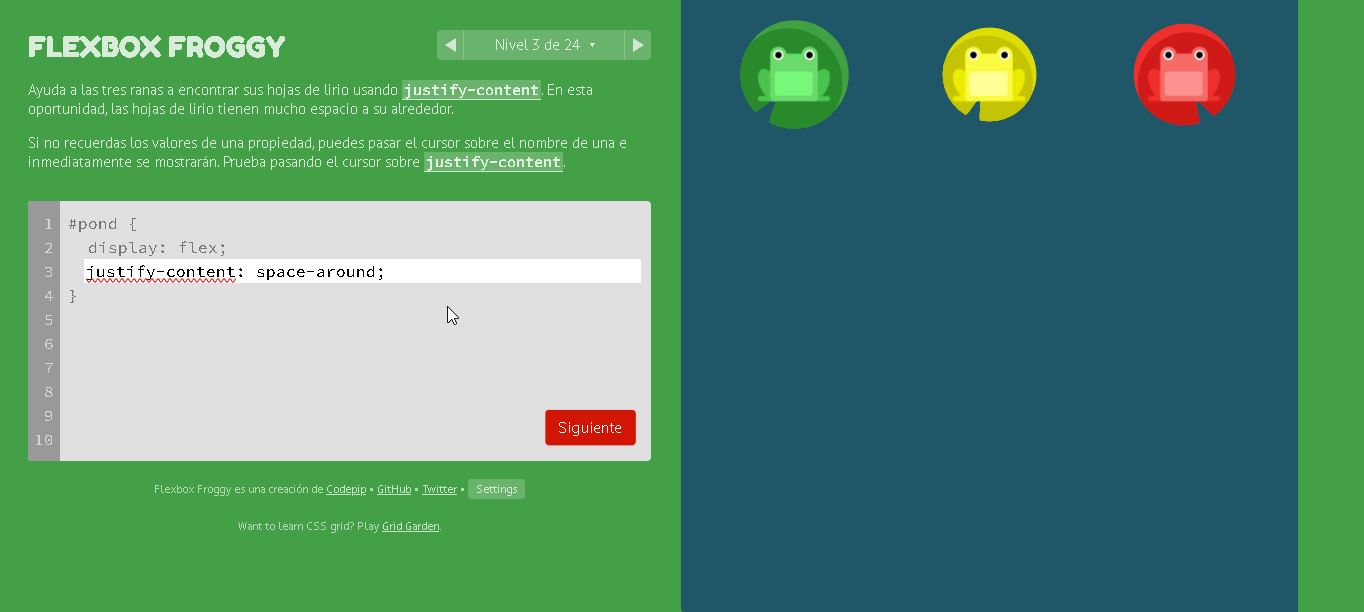 FLEXBOX FROGGY
Nivel 3 de 24
Ayuda a las tres ranas a encontrar sus hojas de lirio usando justify-content. En esta
oportunidad, las hojas de lirio tienen mucho espacio a su alrededor.
Si no recuerdas los valores de una propiedad, puedes pasar el cursor sobre el nombre de una e
inmediatamente se mostrarán. Prueba pasando el cursor sobre justify-content.
1 #pond {
2 display: flex;
3 justify-content: space-around;
4 }
5
6
7
8
9
10
Siguiente
Flexbox Froggy es una creación de Codepip • GitHub • Twitter • Settings
Want to learn CSS grid? Play Grid Garden.